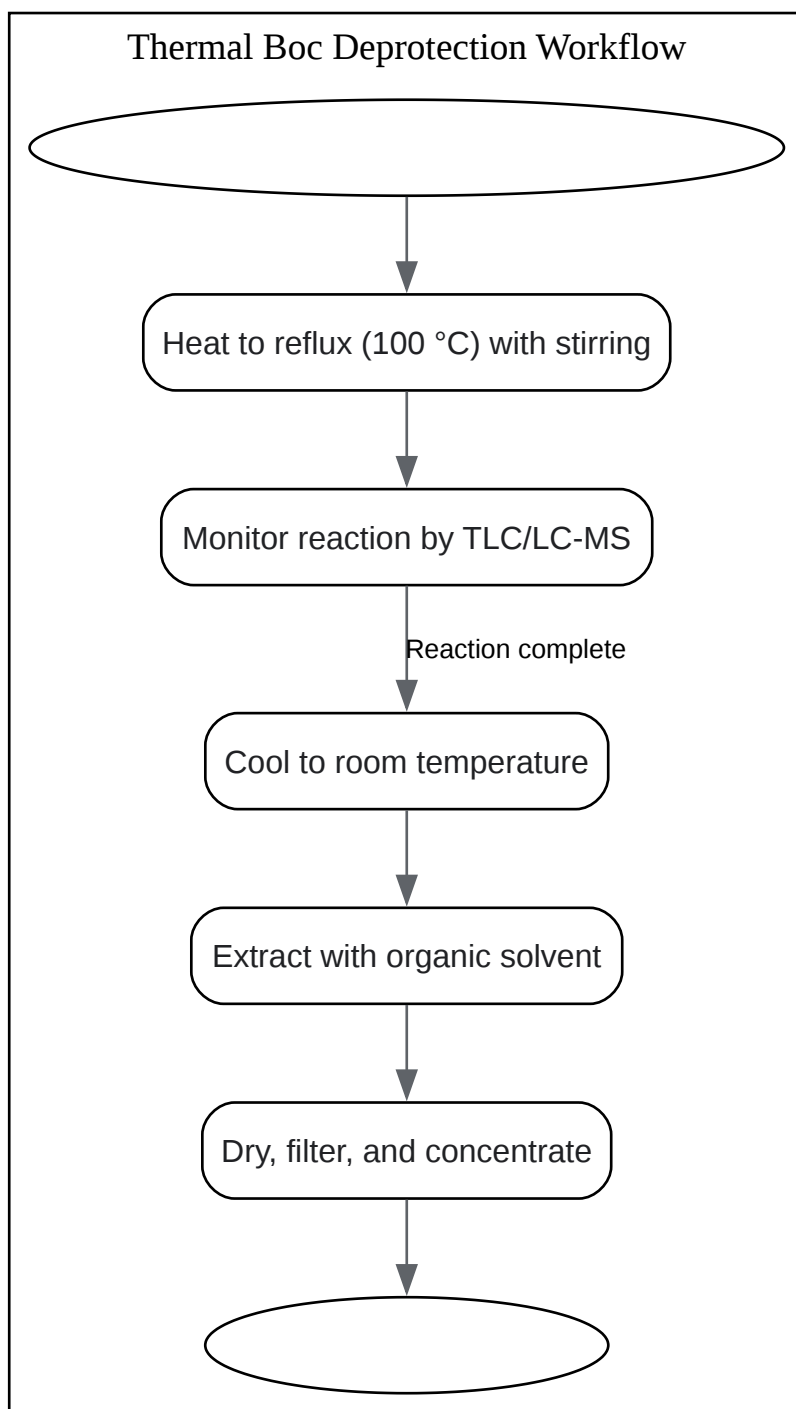 Thermal Boc Deprotection Workflow
Heat to reflux (100 °C) with stirring
Monitor reaction by TLC/LC-MS
Reaction complete
Cool to room temperature
Extract with organic solvent
Dry, filter, and concentrate